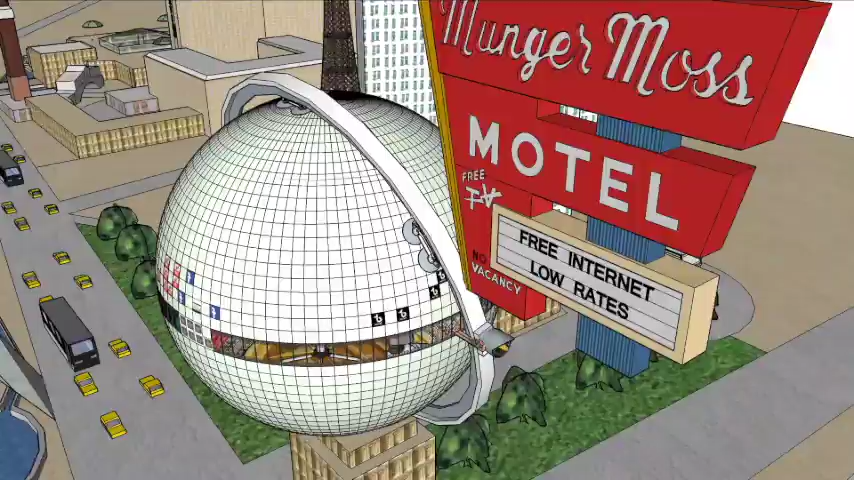 Munger Moss
MOTEL
FREE
TV
NO
VACANCY
FREE INTERNET
LOW RATES